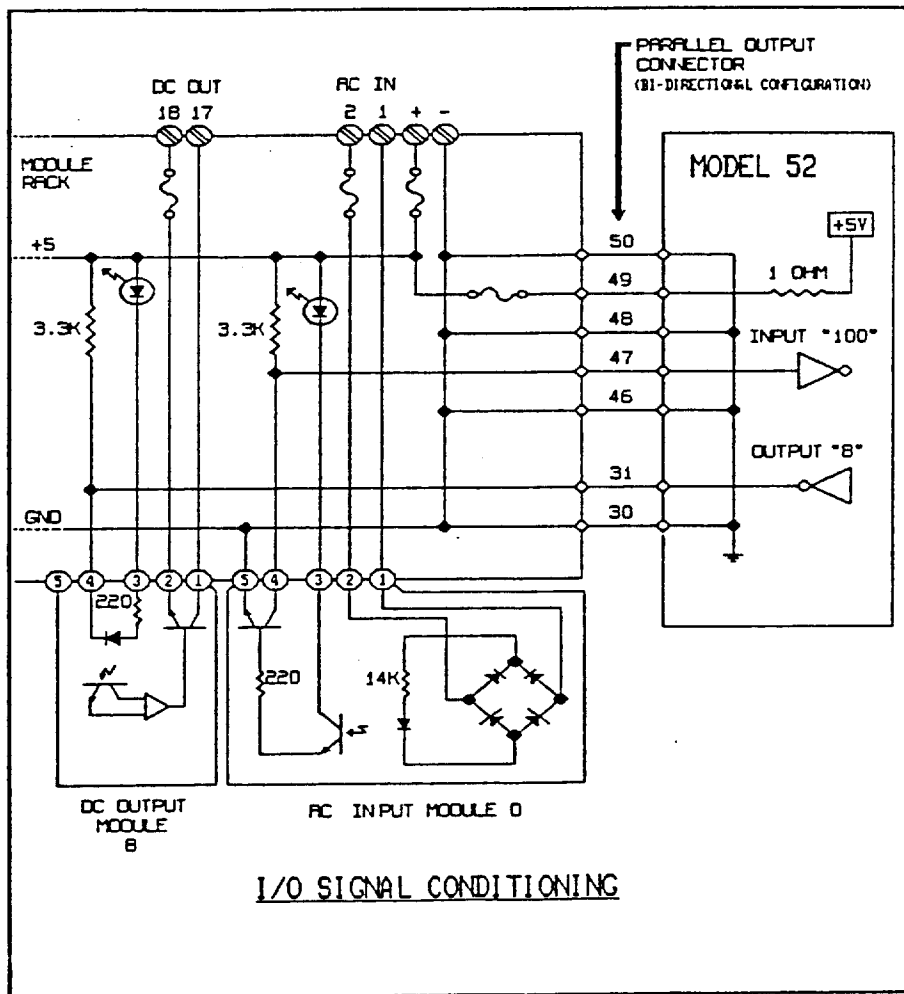 PARALLEL OUTPUT
CONNECTOR
(BI-DIRECTIONAL CONFIGURATION)
DC OUT
18 17
AC IN
2 1 + -
MODULE
RACK
MODEL 52
+5V
+5
50
1 OHM
49
3.3K
3.3K
48
INPUT "100"
47
46
OUTPUT "8"
31
GND
30
5 4 3 2 1 5 4 3 2 1
220
220
14K
DC OUTPUT
MODULE
8
AC INPUT MODULE 0
I/O SIGNAL CONDITIONING